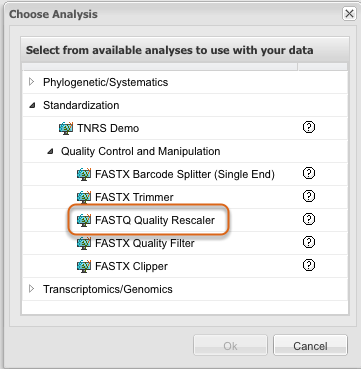 Choose Analysis
Select from available analyses to use with your data
Phylogenetic/Systematics
Standardization
TNRS Demo
Quality Control and Manipulation
FASTX Barcode Splitter (Single End)
FASTX Trimmer
FASTQ Quality Rescaler
FASTX Quality Filter
FASTX Clipper
Transcriptomics/Genomics
Ok Cancel